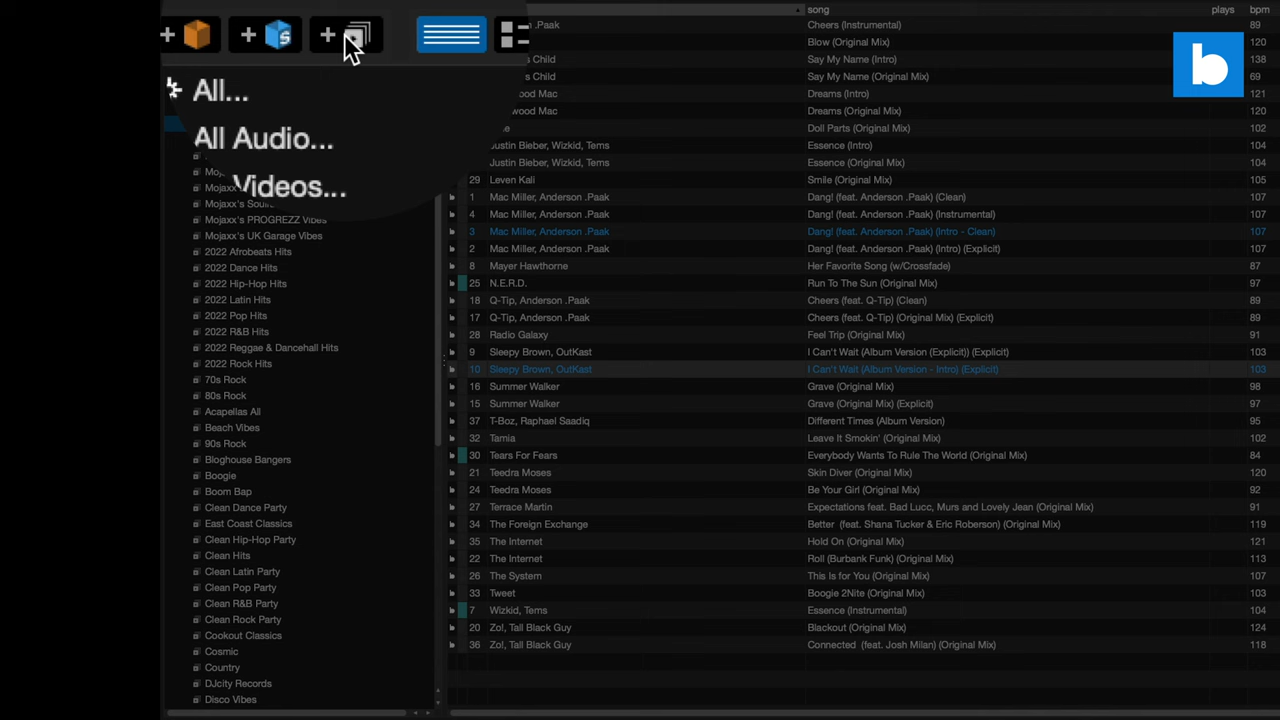 .Paak song plays bpm
Cheers (Instrumental) 89
Blow (Original Mix) 120
s Child Say My Name (Intro) 138
s Child Say My Name (Original Mix) 69
wood Mac Dreams (Intro) 121
wood Mac Dreams (Original Mix) 120
Doll Parts (Original Mix) 102
Justin Bieber, Wizkid, Tems Essence (Intro) 104
Justin Bieber, Wizkid, Tems Essence (Original Mix) 104
29 Leven Kali Smile (Original Mix) 105
1 Mac Miller, Anderson .Paak Dang! (feat. Anderson .Paak) (Clean) 107
4 Mac Miller, Anderson .Paak Dang! (feat. Anderson .Paak) (Instrumental) 107
3 Mac Miller, Anderson .Paak Dang! (feat. Anderson .Paak) (Intro - Clean) 107
2 Mac Miller, Anderson .Paak Dang! (feat. Anderson .Paak) (Intro) (Explicit) 107
8 Mayer Hawthorne Her Favorite Song (w/Crossfade) 87
25 N.E.R.D. Run To The Sun (Original Mix) 97
18 Q-Tip, Anderson .Paak Cheers (feat. Q-Tip) (Clean) 89
17 Q-Tip, Anderson .Paak Cheers (feat. Q-Tip) (Original Mix) (Explicit) 89
28 Radio Galaxy Feel Trip (Original Mix) 91
9 Sleepy Brown, OutKast I Can't Wait (Album Version (Explicit)) (Explicit) 103
10 Sleepy Brown, OutKast I Can't Wait (Album Version - Intro) (Explicit) 103
16 Summer Walker Grave (Original Mix) 98
15 Summer Walker Grave (Original Mix) (Explicit) 97
37 T-Boz, Raphael Saadiq Different Times (Album Version) 95
32 Tamia Leave It Smokin' (Original Mix) 102
30 Tears For Fears Everybody Wants To Rule The World (Original Mix) 84
21 Teedra Moses Skin Diver (Original Mix) 92
24 Teedra Moses Be Your Girl (Original Mix) 92
27 Terrace Martin Expectations feat. Bad Lucc, Murs and Lovely Jean (Original Mix) 91
34 The Foreign Exchange Better (feat. Shana Tucker & Eric Roberson) (Original Mix) 119
35 The Internet Hold On (Original Mix) 121
22 The Internet Roll (Burbank Funk) (Original Mix) 113
26 The System This Is for You (Original Mix) 107
33 Tweet Boogie 2Nite (Original Mix) 103
7 Wizkid, Tems Essence (Instrumental) 104
20 Zo!, Tall Black Guy Blackout (Original Mix) 124
36 Zo!, Tall Black Guy Connected (feat. Josh Milan) (Original Mix) 118
All...
All Audio...
Videos...
Mojaxx's PROGREZZ Vibes
Mojaxx's UK Garage Vibes
2022 Afrobeats Hits
2022 Dance Hits
2022 Hip-Hop Hits
2022 Latin Hits
2022 Pop Hits
2022 R&B Hits
2022 Reggae & Dancehall Hits
2022 Rock Hits
70s Rock
80s Rock
Acapellas All
Beach Vibes
90s Rock
Bloghouse Bangers
Boogie
Boom Bap
Clean Dance Party
East Coast Classics
Clean Hip-Hop Party
Clean Hits
Clean Latin Party
Clean Pop Party
Clean R&B Party
Clean Rock Party
Cookout Classics
Cosmic
Country
DJcity Records
Disco Vibes
b